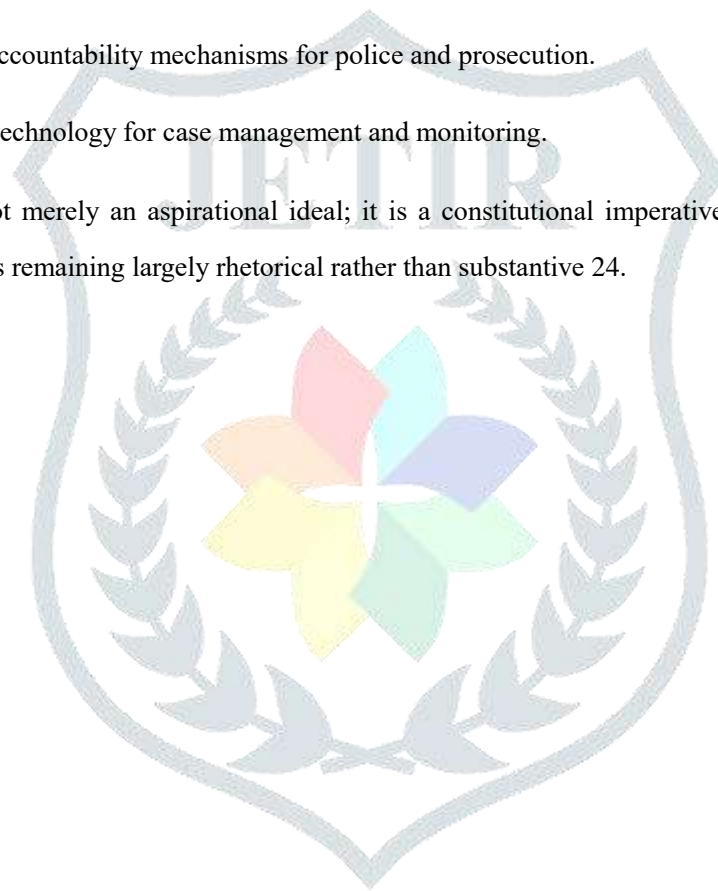 ccountability mechanisms for police and prosecution.
echnology for case management and monitoring.
JETIR
t merely an aspirational ideal; it is a constitutional imperative
s remaining largely rhetorical rather than substantive 24.